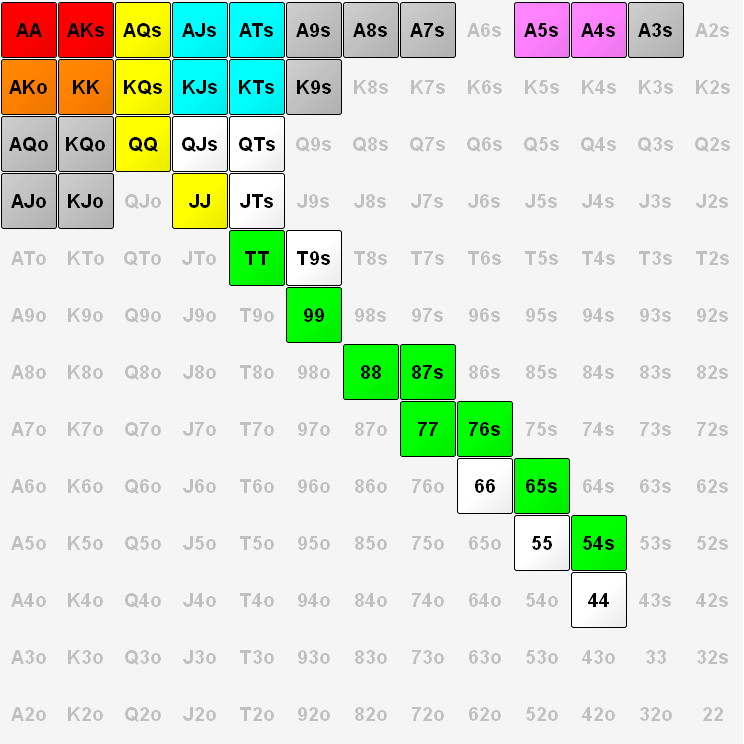 AA AKs AQs AJs ATs A9s A8s A7s A6s A5s A4s A3s A2s
AKo KK KQs KJs KTs K9s K8s K7s K6s K5s K4s K3s K2s
AQo KQo QQ QJs QTs Q9s Q8s Q7s Q6s Q5s Q4s Q3s Q2s
AJo KJo QJo JJ JTs J9s J8s J7s J6s J5s J4s J3s J2s
ATo KTo QTo JTo TT T9s T8s T7s T6s T5s T4s T3s T2s
A9o K9o Q9o J9o T9o 99 98s 97s 96s 95s 94s 93s 92s
A8o K8o Q8o J8o T8o 98o 88 87s 86s 85s 84s 83s 82s
A7o K7o Q7o J7o T7o 97o 87o 77 76s 75s 74s 73s 72s
A6o K6o Q6o J6o T6o 96o 86o 76o 66 65s 64s 63s 62s
A5o K5o Q5o J5o T5o 95o 85o 75o 65o 55 54s 53s 52s
A4o K4o Q4o J4o T4o 94o 84o 74o 64o 54o 44 43s 42s
A3o K3o Q3o J3o T3o 93o 83o 73o 63o 53o 43o 33 32s
A2o K2o Q2o J2o T2o 92o 82o 72o 62o 52o 42o 32o 22